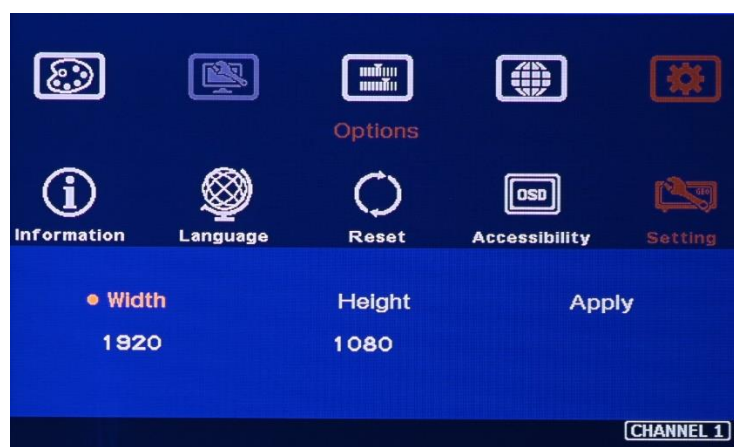 Options
OSD
Information Language Reset Accessibility Setting
Width Height Apply
1920 1080
CHANNEL 1